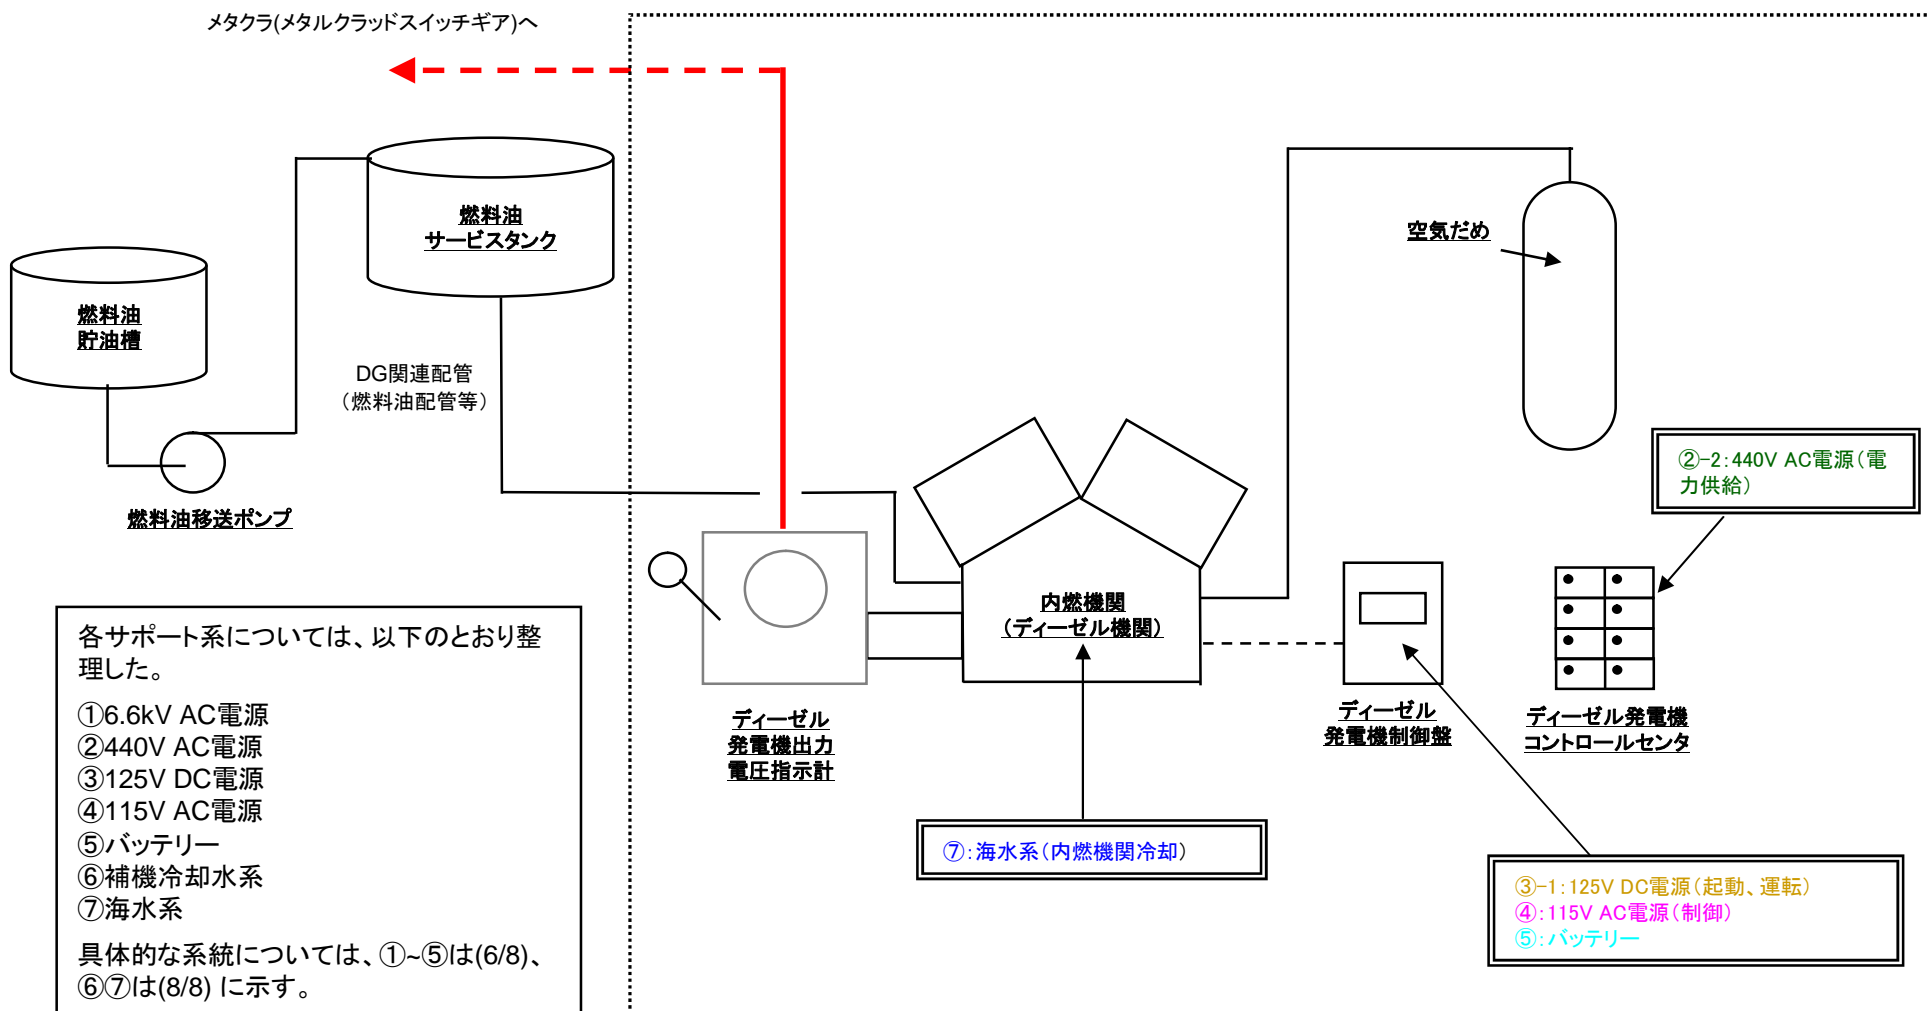 メタクラ(メタルクラッドスイッチギア)へ
燃料油
サービスタンク
空気だめ
燃料油
貯油槽
DG関連配管
（燃料油配管等）
燃料油移送ポンプ
②-2:440V AC電源（電
力供給）
内燃機関
（ディーゼル機関）
ディーゼル
発電機出力
電圧指示計
ディーゼル
発電機制御盤
ディーゼル発電機
コントロールセンタ
⑦:海水系（内燃機関冷却）
③-1:125V DC電源（起動、運転）
④:115V AC電源（制御）
⑤:バッテリー
各サポート系については、以下のとおり整
理した。
①6.6kV AC電源
②440V AC電源
③125V DC電源
④115V AC電源
⑤バッテリー
⑥補機冷却水系
⑦海水系
具体的な系統については、①~⑤は(6/8)、
⑥⑦は(8/8) に示す。